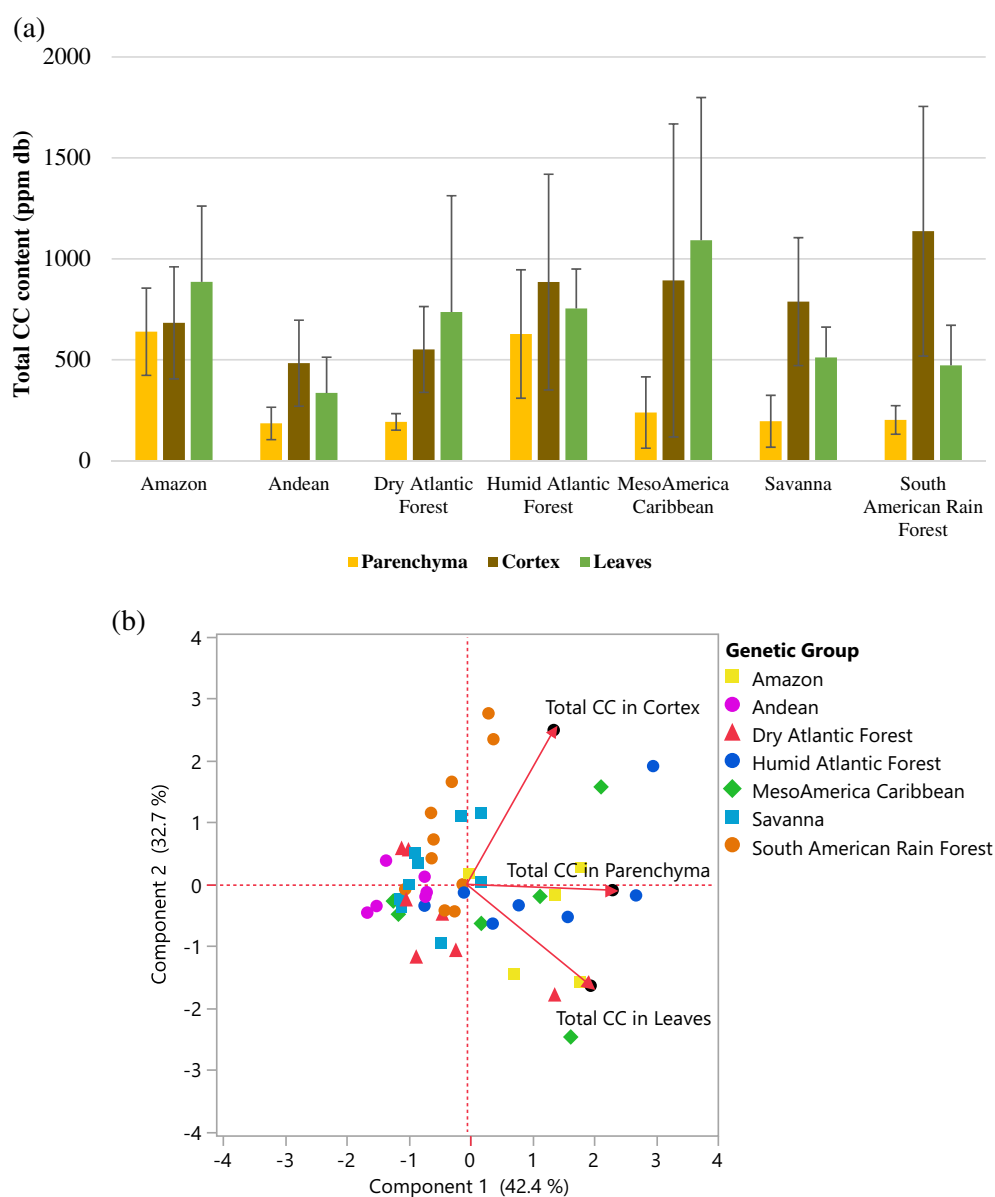 (a)
2000
1500
1000
500
0
Total CC content (ppm db)
Amazon
Andean
Dry Atlantic
Forest
Humid Atlantic
Forest
MesoAmerica
Caribbean
Savanna
South
American Rain
Forest
Parenchyma Cortex Leaves
(b)
4
3
2
1
0
-1
-2
-3
-4
Component 2 (32.7 %)
Total CC in Cortex
Total CC in Parenchyma
Total CC in Leaves
-4 -3 -2 -1 0 1 2 3 4
Component 1 (42.4 %)
Genetic Group
Amazon
Andean
Dry Atlantic Forest
Humid Atlantic Forest
MesoAmerica Caribbean
Savanna
South American Rain Forest